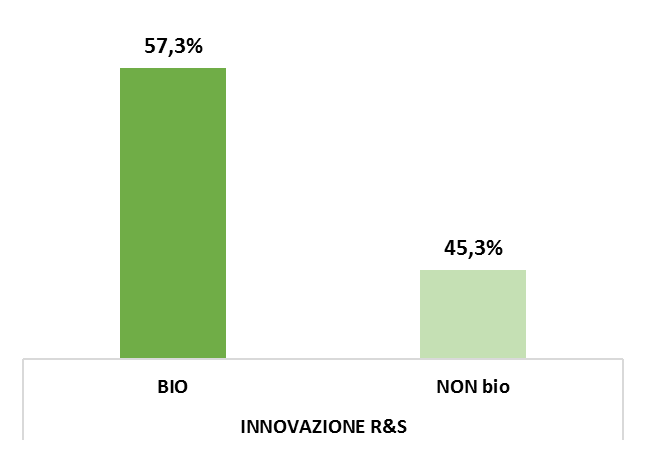 57,3%
45,3%
BIO
NON bio
INNOVAZIONE R&S